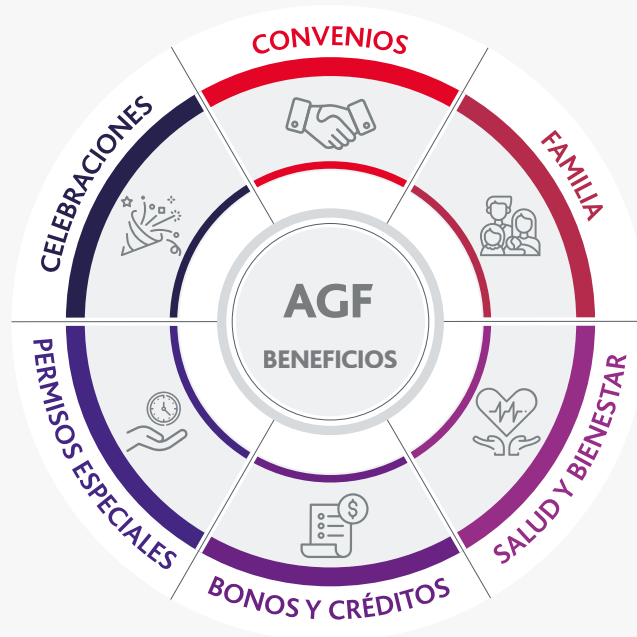 CONVENIOS
FAMILIA
SALUD Y BIENESTAR
BONOS Y CRÉDITOS
PERMISOS ESPECIALES
CELEBRACIONES
AGF
BENEFICIOS
$